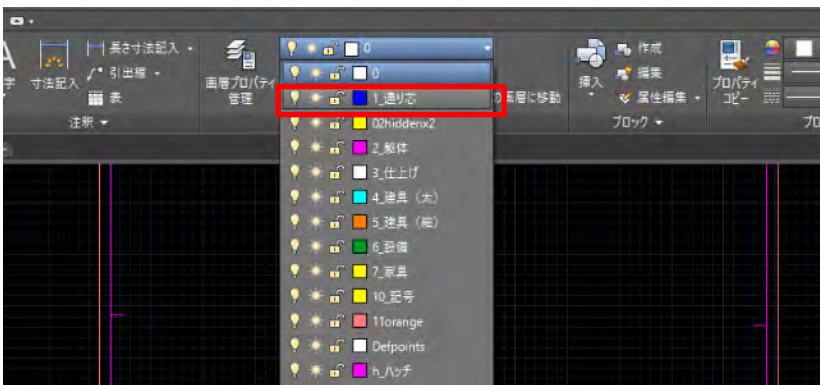 長さ寸法記入
引出線
寸法記入
表
注釈
画層プロパティ
管理
0
0
1_通り芯
02hiddenx2
2_躯体
3_仕上げ
4_建具（太）
5_建具（細）
6_設備
7_家具
10_記号
11orange
Defpoints
h_ハッチ
層に移動
挿入
作成
編集
属性編集
ブロック
プロパティ
コピー
プロ